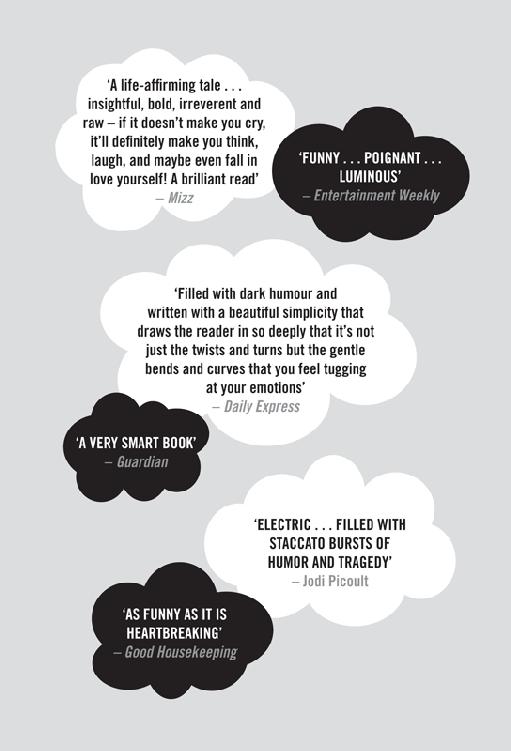 ‘A life-affirming tale . . .
insightful, bold, irreverent and
raw – if it doesn’t make you cry,
it’ll definitely make you think,
laugh, and maybe even fall in
love yourself! A brilliant read’
– Mizz
‘FUNNY . . . POIGNANT . . .
LUMINOUS’
– Entertainment Weekly
‘Filled with dark humour and
written with a beautiful simplicity that
draws the reader in so deeply that it’s not
just the twists and turns but the gentle
bends and curves that you feel tugging
at your emotions’
– Daily Express
‘A VERY SMART BOOK’
– Guardian
‘ELECTRIC . . . FILLED WITH
STACCATO BURSTS OF
HUMOR AND TRAGEDY’
– Jodi Picoult
‘AS FUNNY AS IT IS
HEARTBREAKING’
– Good Housekeeping